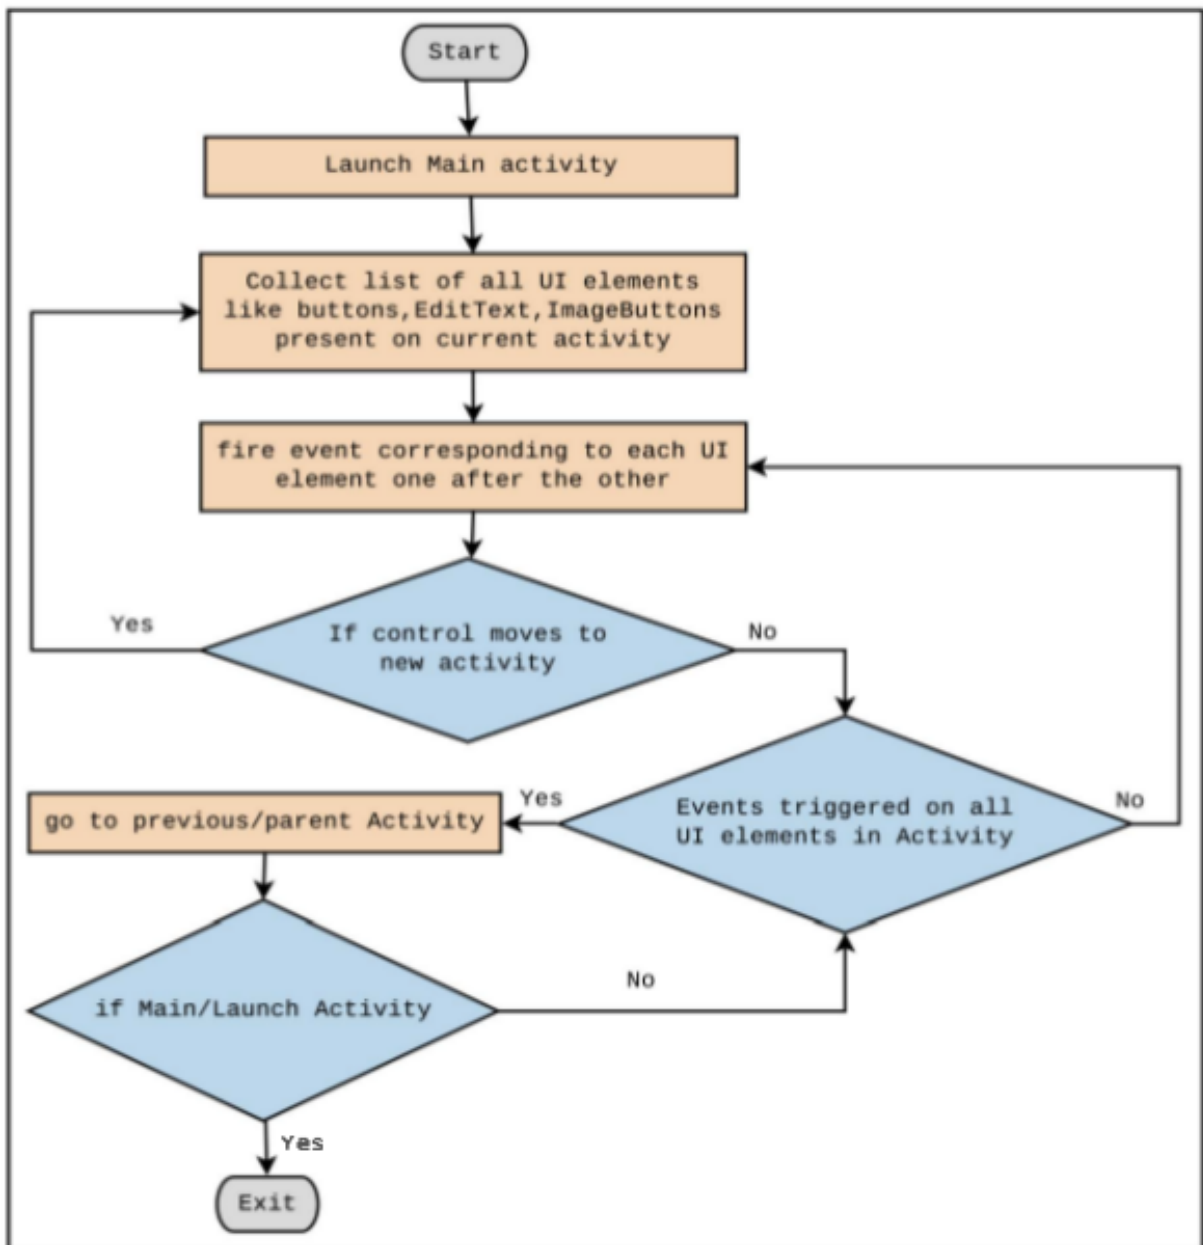 Start
Launch Main activity
Collect list of all UI elements
like buttons,EditText,ImageButtons
present on current activity
fire event corresponding to each UI
element one after the other
If control moves to
new activity
Yes
No
Events triggered on all
UI elements in Activity
Yes
No
go to previous/parent Activity
if Main/Launch Activity
No
Yes
Exit